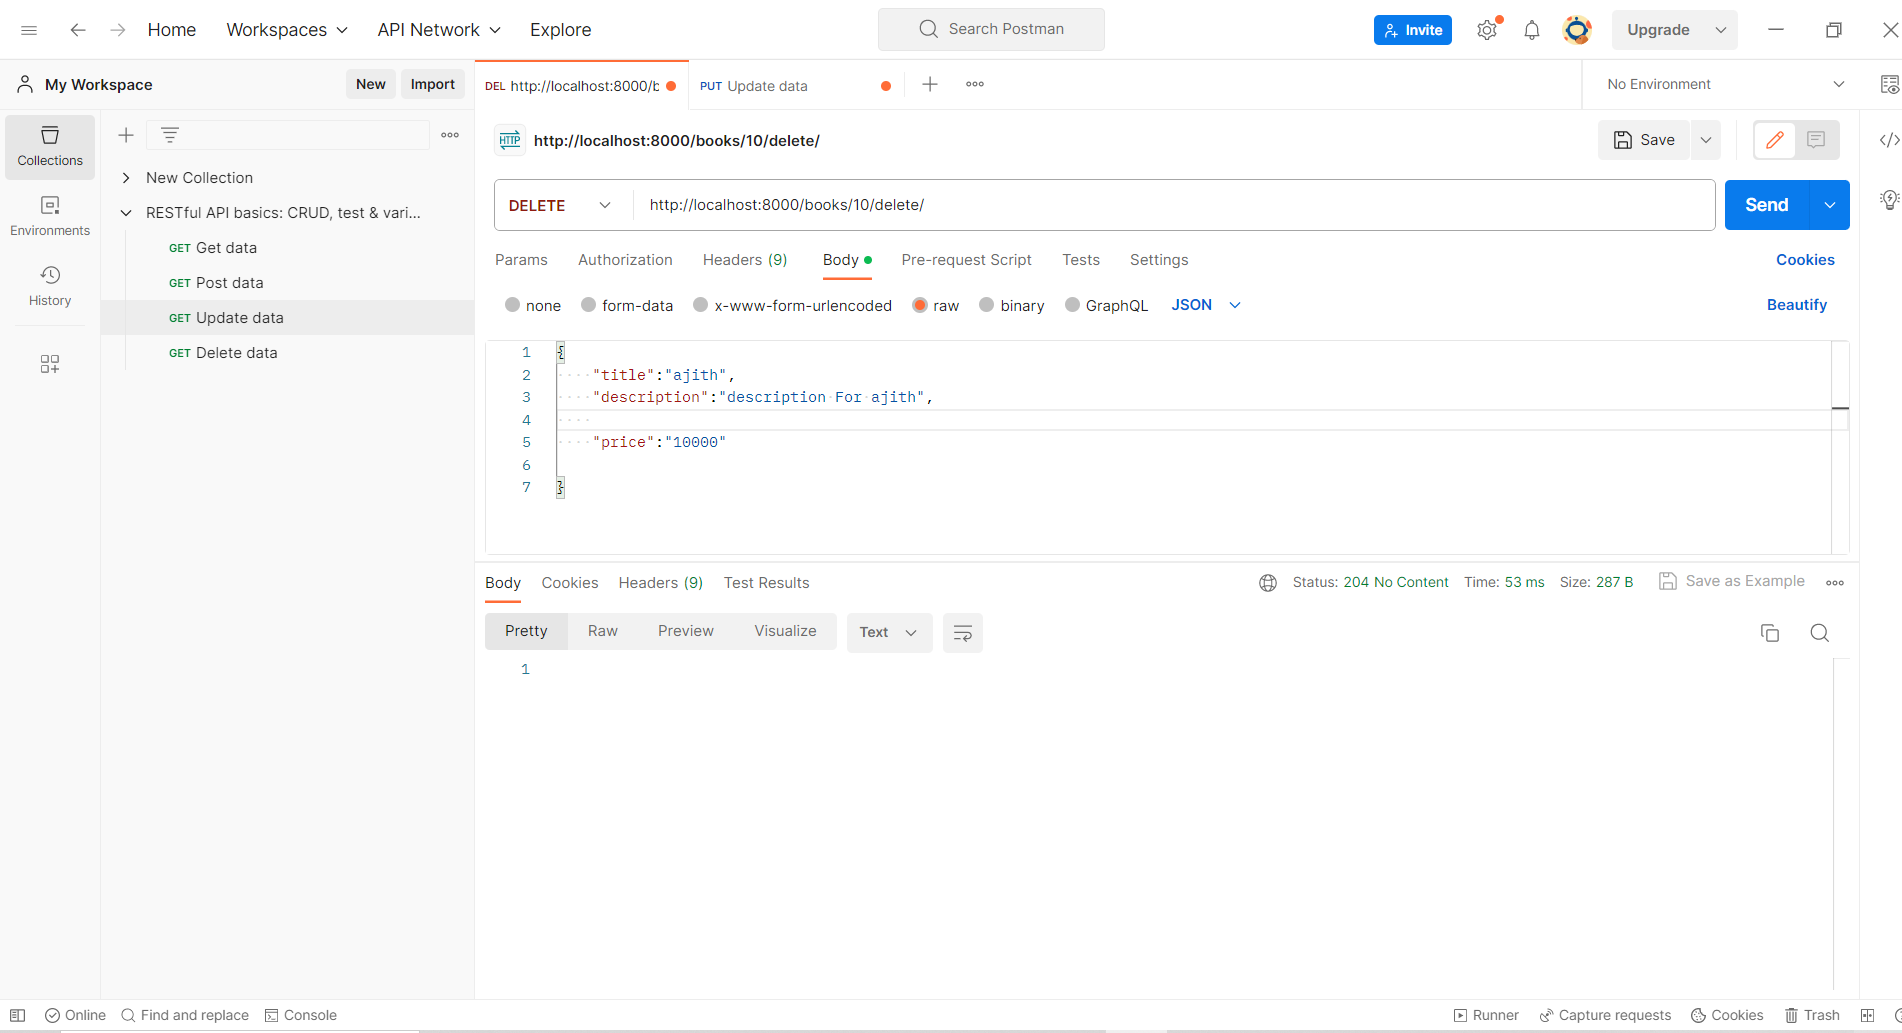 Home Workspaces API Network Explore Search Postman Invite Upgrade
My Workspace New Import
DEL http://localhost:8000/b PUT Update data No Environment
Collections
Environments
History
New Collection
RESTful API basics: CRUD, test & vari...
GET Get data
GET Post data
GET Update data
GET Delete data
HTTP http://localhost:8000/books/10/delete/ Save
DELETE http://localhost:8000/books/10/delete/ Send
Params Authorization Headers (9) Body Pre-request Script Tests Settings Cookies
none form-data x-www-form-urlencoded raw binary GraphQL JSON Beautify
1 {
2 "title":"ajith",
3 "description":"description For ajith",
4
5 "price":"10000"
6
7 }
Body Cookies Headers (9) Test Results Status: 204 No Content Time: 53 ms Size: 287 B Save as Example
Pretty Raw Preview Visualize Text
1
Online Find and replace Console Runner Capture requests Cookies Trash